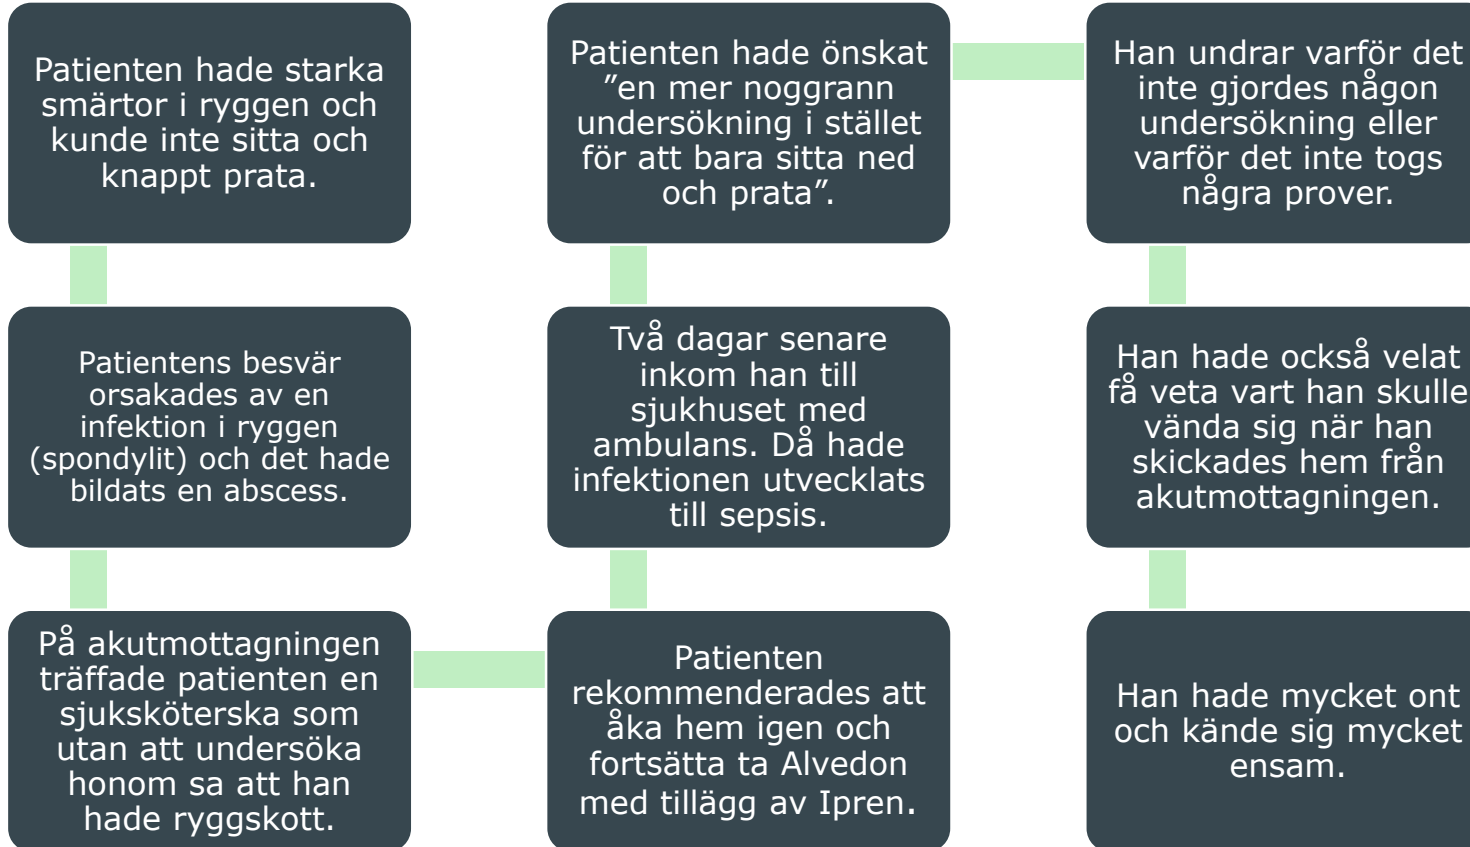 Patienten hade starka
smärtor i ryggen och
kunde inte sitta och
knappt prata.
Patientens besvär
orsakades av en
infektion i ryggen
(spondylit) och det hade
bildats en abscess.
På akutmottagningen
träffade patienten en
sjuksköterska som
utan att undersöka
honom sa att han
hade ryggskott.
Patienten
rekommenderades att
åka hem igen och
fortsätta ta Alvedon
med tillägg av Ipren.
Två dagar senare
inkom han till
sjukhuset med
ambulans. Då hade
infektionen utvecklats
till sepsis.
Patienten hade önskat
”en mer noggrann
undersökning i stället
för att bara sitta ned
och prata”.
Han undrar varför det
inte gjordes någon
undersökning eller
varför det inte togs
några prover.
Han hade också velat
få veta vart han skulle
vända sig när han
skickades hem från
akutmottagningen.
Han hade mycket ont
och kände sig mycket
ensam.